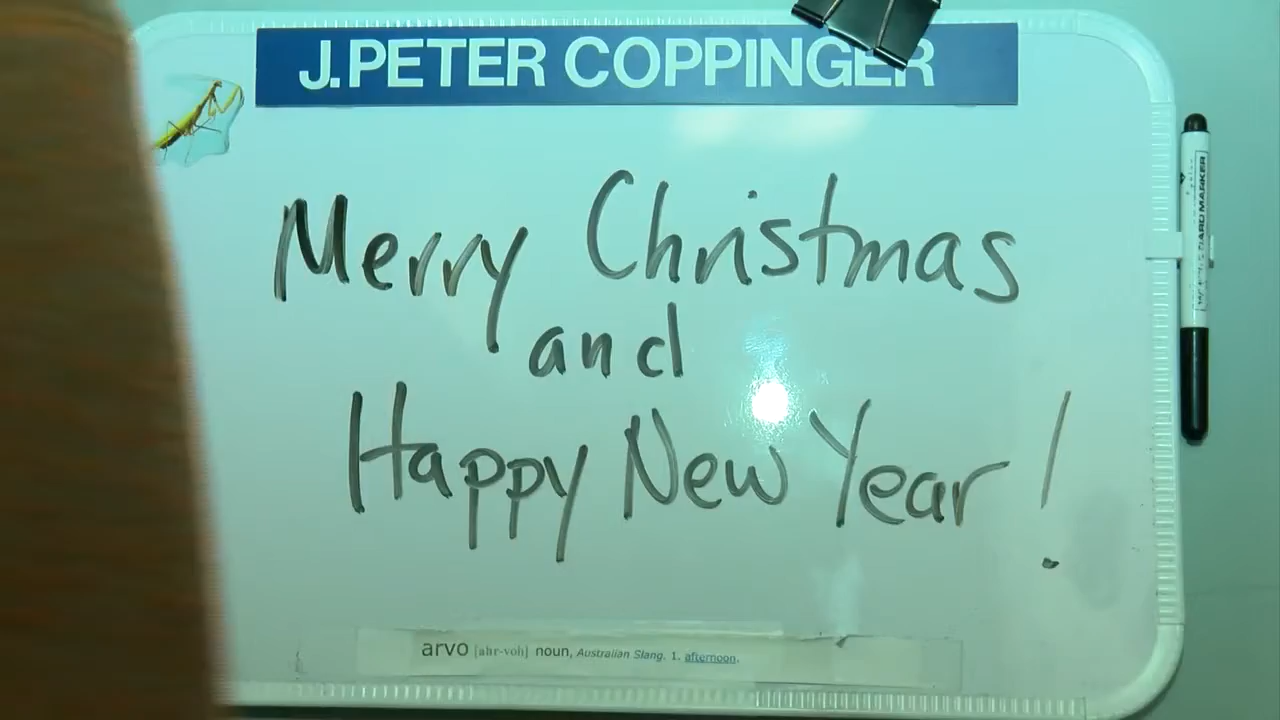 J.PETER COPPINGER
Merry Christmas
and
Happy New Year!
arvo [ahr-voh] noun, Australian Slang. 1. afternoon.